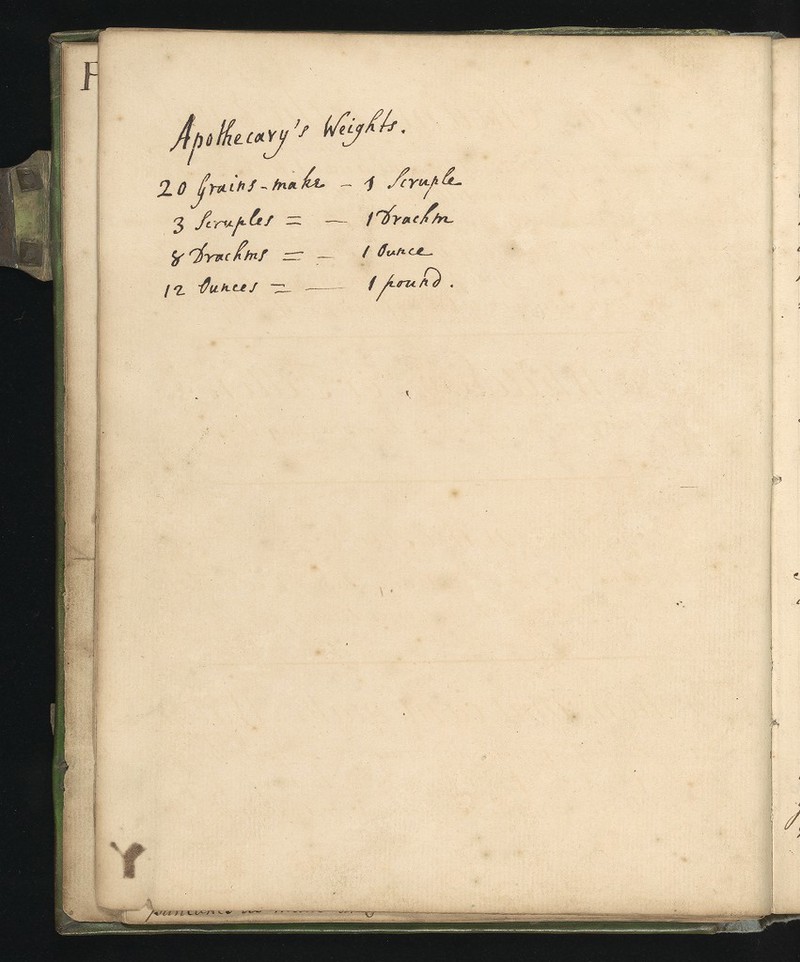 F
Apothecary's Weights.
20 Grains - make - 1 Scruple
3 Scruples = — 1 Drachm
8 Drachms = — 1 Ounce
12 Ounces = — 1 pound.
Y